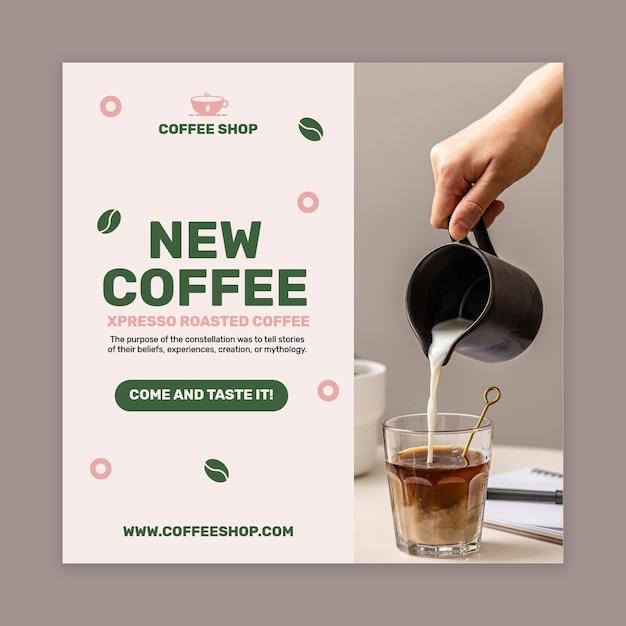 COFFEE SHOP
NEW
COFFEE
XPRESSO ROASTED COFFEE
The purpose of the constellation was to tell stories
of their beliefs, experiences, creation, or mythology.
COME AND TASTE IT!
WWW.COFFEESHOP.COM